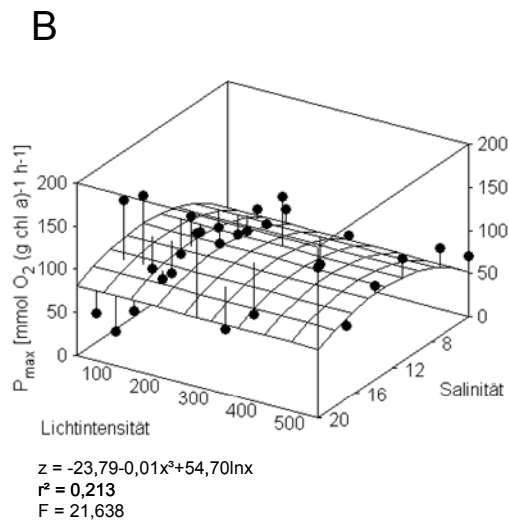 B
200
150
100
50
0
P max [mmol O2 (g chl a)-1 h-1]
200
150
100
50
0
100
200
300
400
500
Lichtintensität
8
12
16
20
Salinität
z = -23,79-0,01x³+54,70lnx
r² = 0,213
F = 21,638